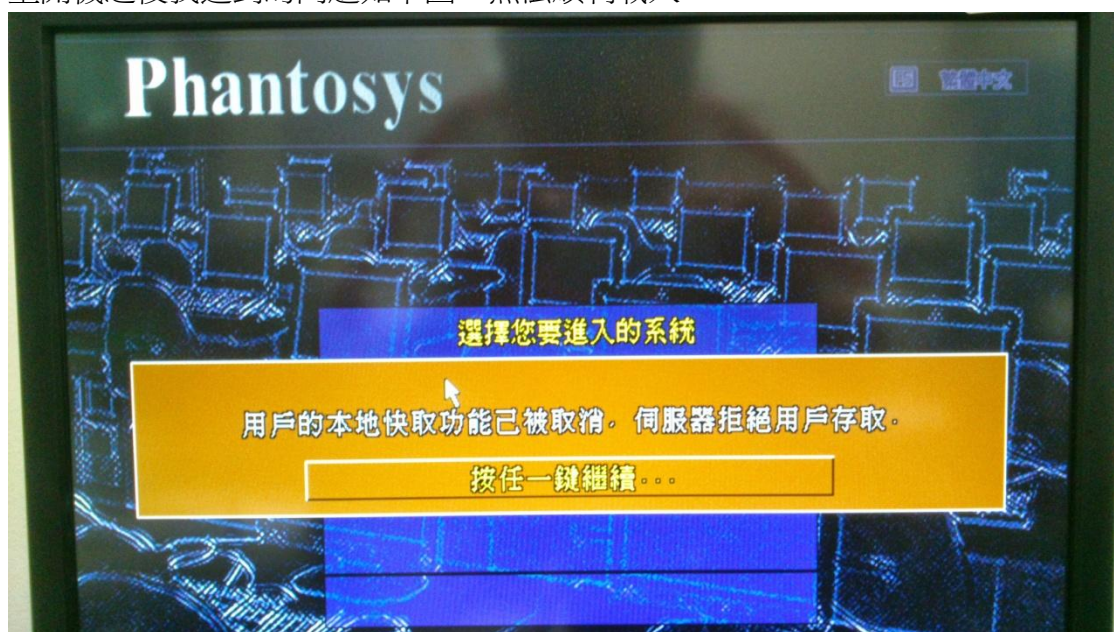 Phantosys
繁體中文
選擇您要進入的系統
用戶的本地快取功能已被取消. 伺服器拒絕用戶存取.
按任一鍵繼續...